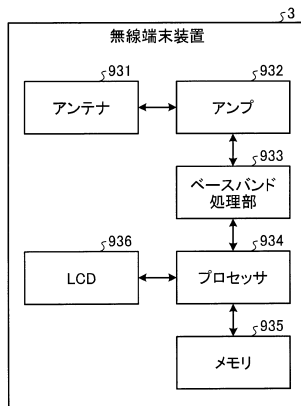 3
無線端末装置
931
アンテナ
932
アンプ
933
ベースバンド
処理部
936
LCD
934
プロセッサ
935
メモリ